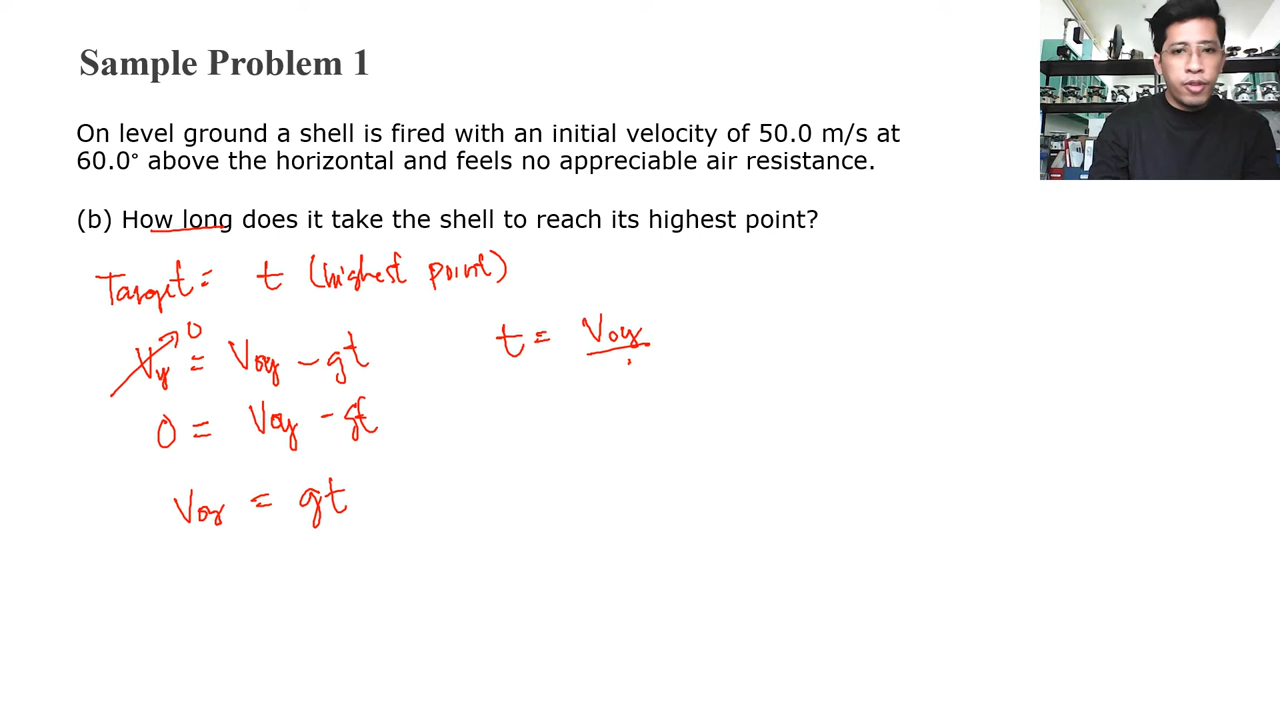 Sample Problem 1
On level ground a shell is fired with an initial velocity of 50.0 m/s at
60.0° above the horizontal and feels no appreciable air resistance.
(b) How long does it take the shell to reach its highest point?
Target = t (highest point)
Vy → 0 = Voy - gt
0 = Voy - gt
Voy = gt
t = Voy